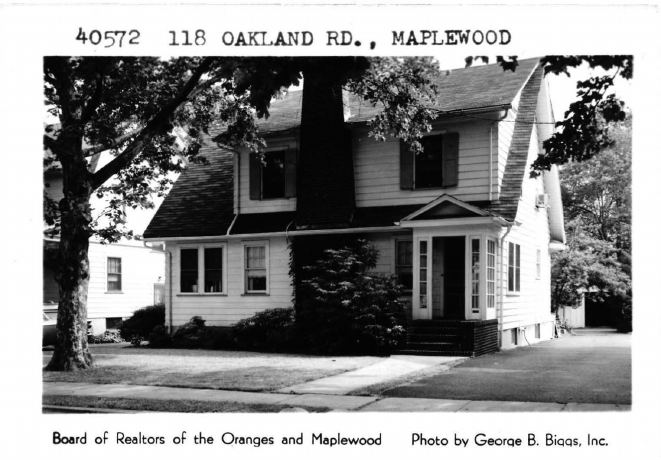 40572 118 OAKLAND RD., MAPLEWOOD
Board of Realtors of the Oranges and Maplewood Photo by George B. Biggs, Inc.